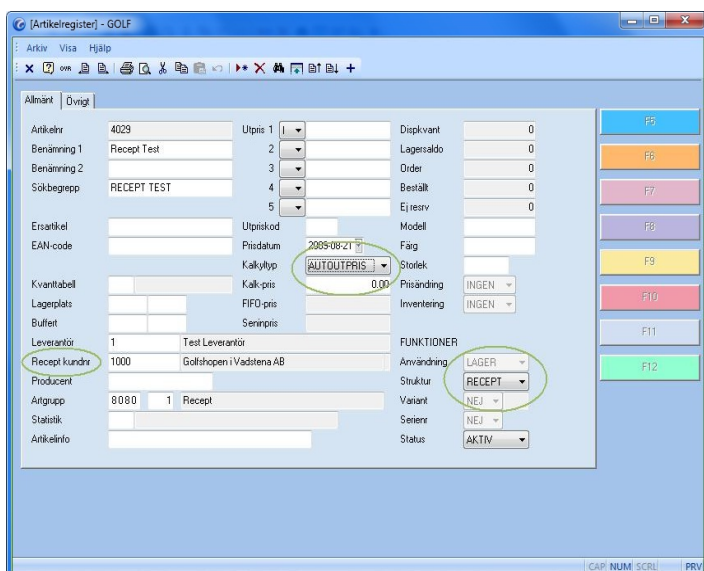 [Artikelregister] - GOLF
Arkiv Visa Hjälp
OVR
Allmänt Övrigt
Artikelnr 4029 Utpris 1 I Dispkvant 0
Benämning 1 Recept Test 2 Lagersaldo 0
Benämning 2 3 Order 0
Sökbegrepp RECEPT TEST 4 Beställt 0
5 Ej resrv 0
Ersartikel Utpriskod Modell
EAN-code Prisdatum 2009-08-21 Färg
Kalkyltyp AUTOUTPRIS Storlek
Kvanttabell Kalk-pris 0.00 Prisändring INGEN
Lagerplats FIFO-pris Inventering INGEN
Buffert Seninpris
Leverantör 1 Test Leverantör FUNKTIONER
Recept kundnr 1000 Golfshopen i Vadstena AB Användning LAGER
Producent Struktur RECEPT
Artgrupp 8080 1 Recept Variant NEJ
Statistik Serienr NEJ
Artikelinfo Status AKTIV
F5
F6
F7
F8
F9
F10
F11
F12
CAP NUM SCRL PRV